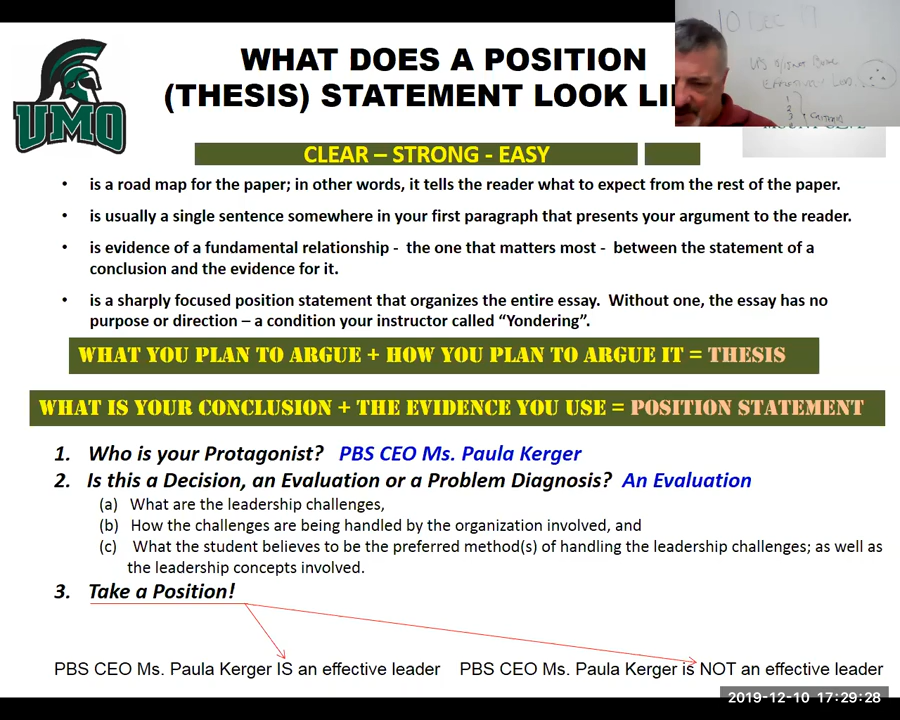 UMO
WHAT DOES A POSITION
(THESIS) STATEMENT LOOK
10 Dec
CLEAR – STRONG - EASY
• is a road map for the paper; in other words, it tells the reader what to expect from the rest of the paper.
• is usually a single sentence somewhere in your first paragraph that presents your argument to the reader.
• is evidence of a fundamental relationship - the one that matters most - between the statement of a
conclusion and the evidence for it.
• is a sharply focused position statement that organizes the entire essay. Without one, the essay has no
purpose or direction – a condition your instructor called “Yondering”.
WHAT YOU PLAN TO ARGUE + HOW YOU PLAN TO ARGUE IT = THESIS
WHAT IS YOUR CONCLUSION + THE EVIDENCE YOU USE = POSITION STATEMENT
1. Who is your Protagonist? PBS CEO Ms. Paula Kerger
2. Is this a Decision, an Evaluation or a Problem Diagnosis? An Evaluation
(a) What are the leadership challenges,
(b) How the challenges are being handled by the organization involved, and
(c) What the student believes to be the preferred method(s) of handling the leadership challenges; as well as
the leadership concepts involved.
3. Take a Position!
PBS CEO Ms. Paula Kerger IS an effective leader PBS CEO Ms. Paula Kerger is NOT an effective leader
2019-12-10 17:29:28